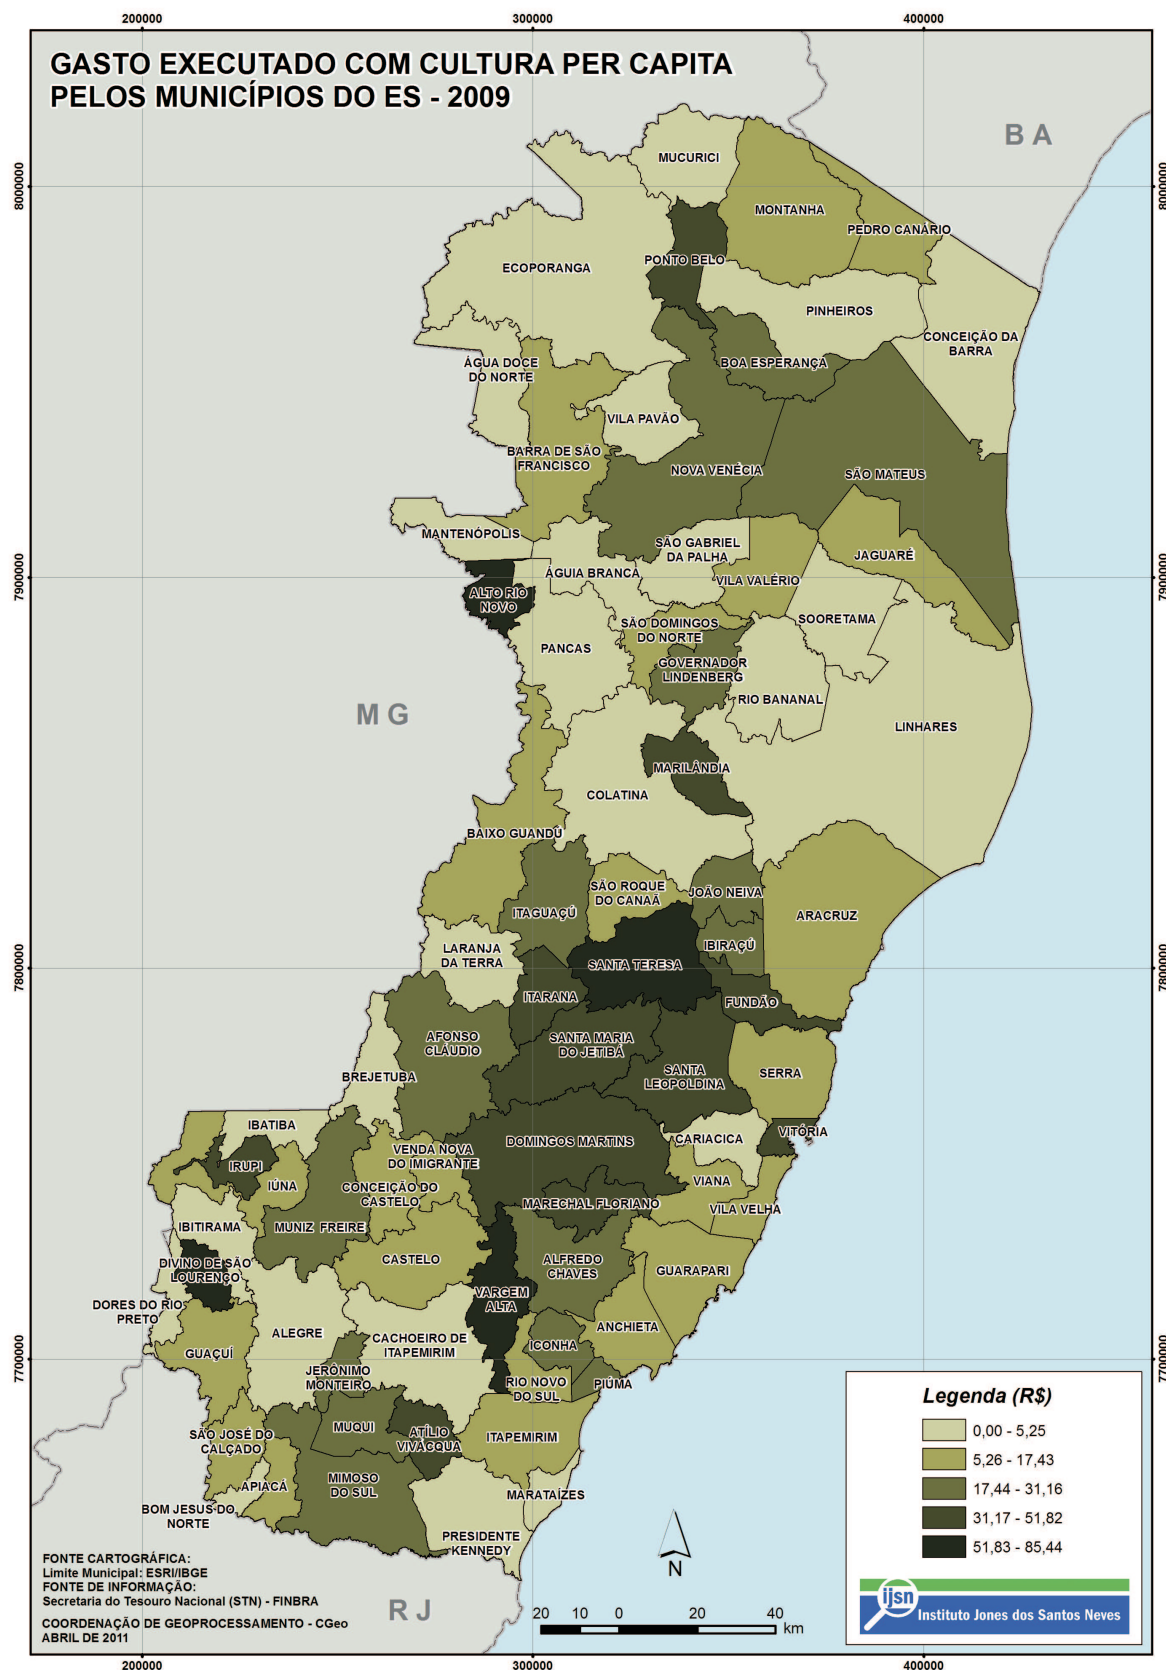 200000
300000
400000
GASTO EXECUTADO COM CULTURA PER CAPITA
PELOS MUNICÍPIOS DO ES - 2009
BA
MUCURICI
8000000
8000000
MONTANHA
PEDRO CANÁRIO
PONTO BELO
ECOPORANGA
PINHEIROS
CONCEIÇÃO DA
BARRA
ÁGUA DOCE
DO NORTE
BOA ESPERANÇA
VILA PAVÃO
BARRA DE SÃO
FRANCISCO
NOVA VENÉCIA
SÃO MATEUS
MANTENÓPOLIS
SÃO GABRIEL
DA PALHA
JAGUARÉ
7900000
7900000
ÁGUIA BRANCA
VILA VALÉRIO
ALTO RIO
NOVO
SÃO DOMINGOS
DO NORTE
SOORETAMA
PANCAS
GOVERNADOR
LINDENBERG
RIO BANANAL
MG
LINHARES
MARILÂNDIA
COLATINA
BAIXO GUANDÚ
SÃO ROQUE
DO CANAÃ
JOÃO NEIVA
ITAGUAÇÚ
ARACRUZ
IBIRAÇÚ
LARANJA
DA TERRA
SANTA TERESA
7800000
7800000
ITARANA
FUNDÃO
AFONSO
CLÁUDIO
SANTA MARIA
DO JETIBÁ
SANTA
LEOPOLDINA
SERRA
BREJETUBA
IBATIBA
VITÓRIA
DOMINGOS MARTINS
CARIACICA
VENDA NOVA
DO IMIGRANTE
IRUPI
IÚNA
CONCEIÇÃO DO
CASTELO
VIANA
MARECHAL FLORIANO
VILA VELHA
IBITIRAMA
MUNIZ FREIRE
CASTELO
ALFREDO
CHAVES
DIVINO DE SÃO
LOURENÇO
GUARAPARI
VARGEM
ALTA
DORES DO RIO
PRETO
ALEGRE
CACHOEIRO DE
ITAPEMIRIM
ANCHIETA
GUAÇUÍ
ICONHA
7700000
7700000
JERÔNIMO
MONTEIRO
RIO NOVO
DO SUL
PIÚMA
SÃO JOSÉ DO
CALÇADO
MUQUI
ATÍLIO
VIVACQUA
ITAPEMIRIM
APIACÁ
MIMOSO
DO SUL
MARATAÍZES
BOM JESUS DO
NORTE
PRESIDENTE
KENNEDY
Legenda (R$)
0,00 - 5,25
5,26 - 17,43
17,44 - 31,16
31,17 - 51,82
51,83 - 85,44
N
FONTE CARTOGRÁFICA:
Limite Municipal: ESRI/IBGE
FONTE DE INFORMAÇÃO:
Secretaria do Tesouro Nacional (STN) - FINBRA
COORDENAÇÃO DE GEOPROCESSAMENTO - CGeo
ABRIL DE 2011
RJ
20 10 0 20 40
km
ijsn
Instituto Jones dos Santos Neves
200000
300000
400000